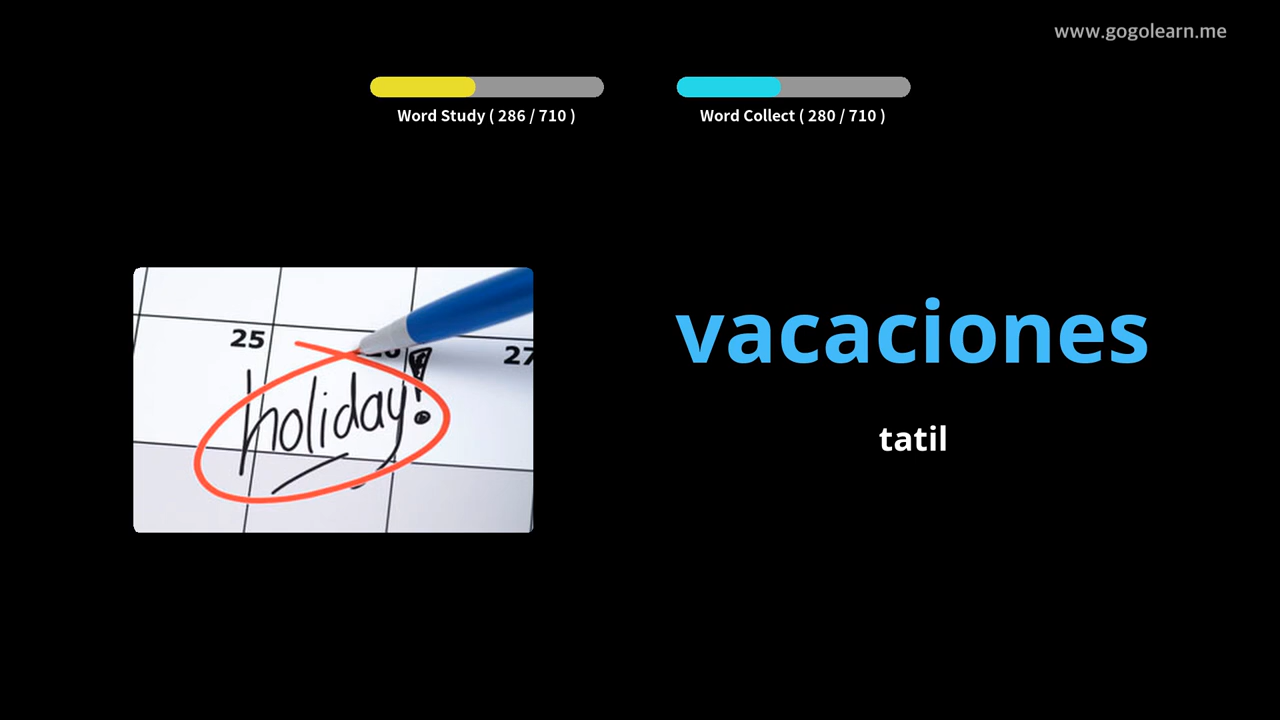 www.gogolearn.me
Word Study ( 286 / 710 )
Word Collect ( 280 / 710 )
25
27
holiday!
vacaciones
tatil